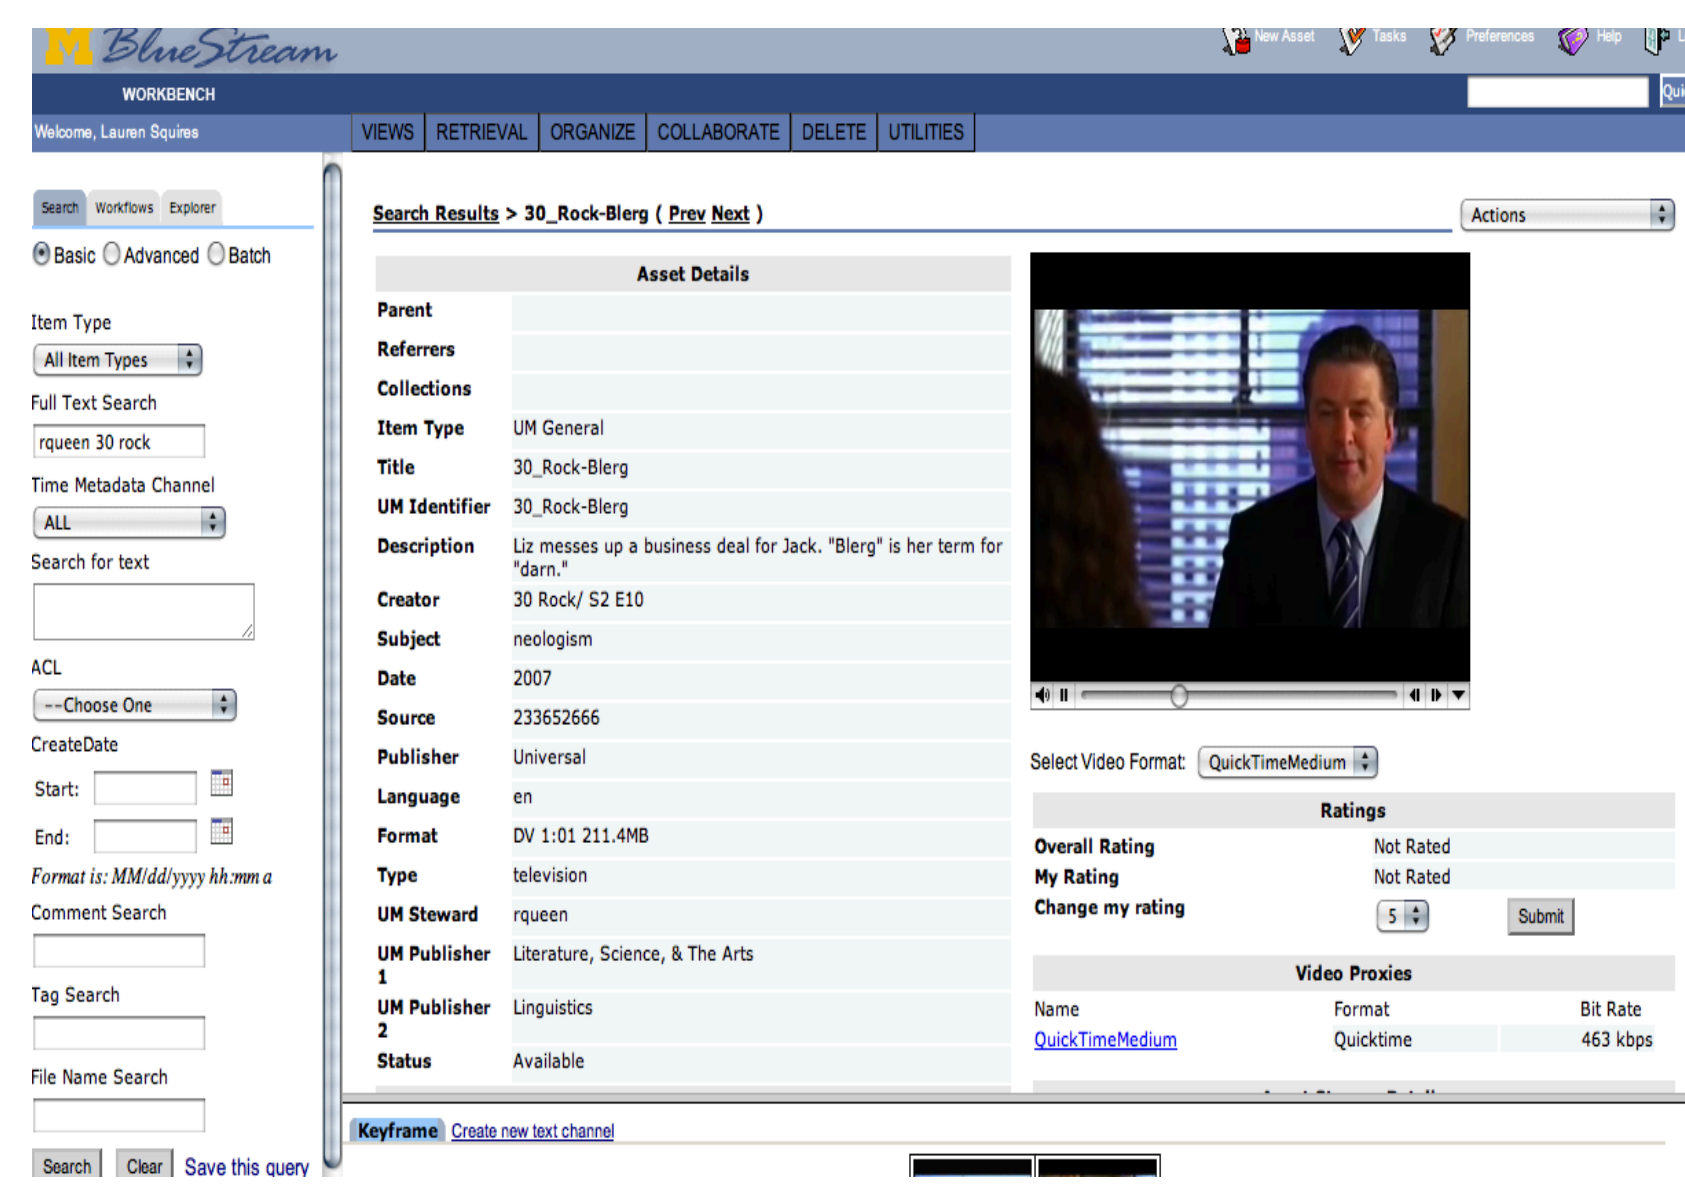 M BlueStream
New Asset Tasks Preferences Help
WORKBENCH
Welcome, Lauren Squires
VIEWS RETRIEVAL ORGANIZE COLLABORATE DELETE UTILITIES
Search Workflows Explorer
Basic Advanced Batch
Item Type
All Item Types
Full Text Search
rqueen 30 rock
Time Metadata Channel
ALL
Search for text
ACL
--Choose One
CreateDate
Start:
End:
Format is: MM/dd/yyyy hh:mm a
Comment Search
Tag Search
File Name Search
Search Clear Save this query
Search Results > 30_Rock-Blerg ( Prev Next )
Actions
Asset Details
Parent
Referrers
Collections
Item Type UM General
Title 30_Rock-Blerg
UM Identifier 30_Rock-Blerg
Description Liz messes up a business deal for Jack. "Blerg" is her term for
"darn."
Creator 30 Rock/ S2 E10
Subject neologism
Date 2007
Source 233652666
Publisher Universal
Language en
Format DV 1:01 211.4MB
Type television
UM Steward rqueen
UM Publisher Literature, Science, & The Arts
1
UM Publisher Linguistics
2
Status Available
Select Video Format: QuickTimeMedium
Ratings
Overall Rating Not Rated
My Rating Not Rated
Change my rating 5 Submit
Video Proxies
Name Format Bit Rate
QuickTimeMedium Quicktime 463 kbps
Keyframe Create new text channel